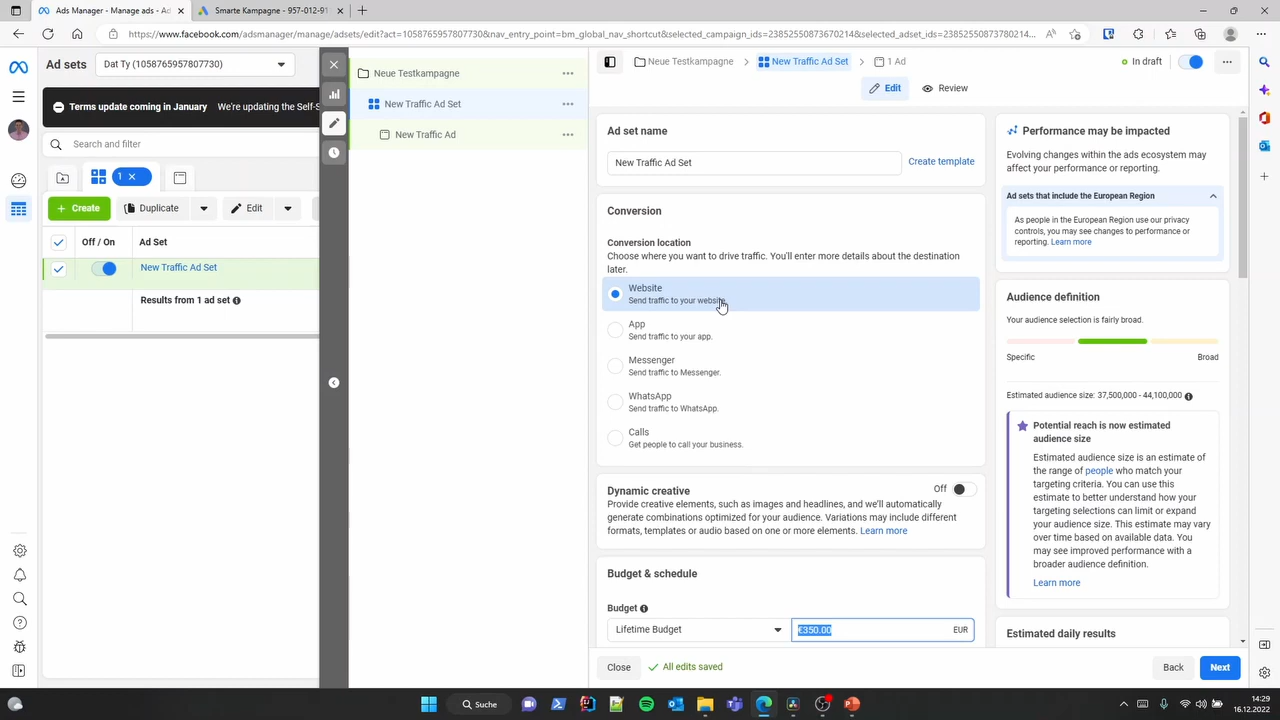 Ads Manager - Manage ads - Ad
Smarte Kampagne - 957-012-91
https://www.facebook.com/adsmanager/manage/adsets/edit?act=1058765957807730&nav_entry_point=bm_global_nav_shortcut&selected_campaign_ids=23852550873670214&selected_adset_ids=23852550873780214...
Ad sets
Dat Ty (1058765957807730)
Terms update coming in January We're updating the Self-S
Search and filter
1
Create
Duplicate
Edit
Off / On
Ad Set
New Traffic Ad Set
Results from 1 ad set
Neue Testkampagne
New Traffic Ad Set
New Traffic Ad
Neue Testkampagne
New Traffic Ad Set
1 Ad
In draft
Edit
Review
Ad set name
New Traffic Ad Set
Create template
Conversion
Conversion location
Choose where you want to drive traffic. You'll enter more details about the destination
later.
Website
Send traffic to your website.
App
Send traffic to your app.
Messenger
Send traffic to Messenger.
WhatsApp
Send traffic to WhatsApp.
Calls
Get people to call your business.
Dynamic creative
Off
Provide creative elements, such as images and headlines, and we'll automatically
generate combinations optimized for your audience. Variations may include different
formats, templates or audio based on one or more elements. Learn more
Budget & schedule
Budget
Lifetime Budget
€350.00
EUR
Close
All edits saved
Back
Next
Performance may be impacted
Evolving changes within the ads ecosystem may
affect your performance or reporting.
Ad sets that include the European Region
As people in the European Region use our privacy
controls, you may see changes to performance or
reporting. Learn more
Audience definition
Your audience selection is fairly broad.
Specific
Broad
Estimated audience size: 37,500,000 - 44,100,000
Potential reach is now estimated
audience size
Estimated audience size is an estimate of
the range of people who match your
targeting criteria. You can use this
estimate to better understand how your
targeting selections can limit or expand
your audience size. This estimate may vary
over time based on available data. You
may see improved performance with a
broader audience definition.
Learn more
Estimated daily results
Suche
14:29
16.12.2022